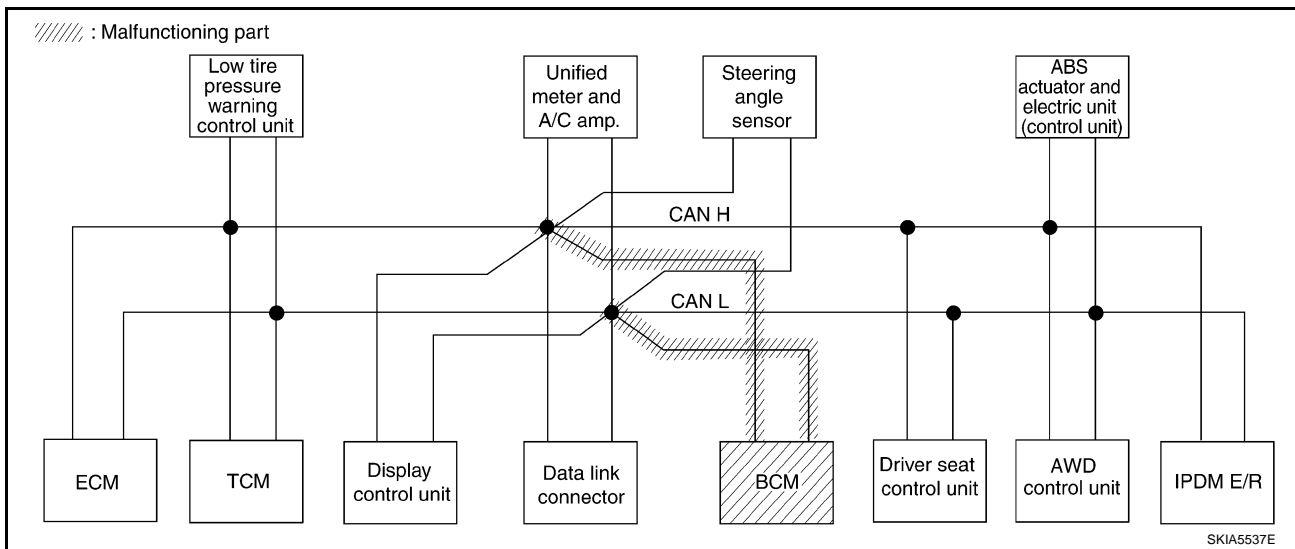 : Malfunctioning part
Low tire
pressure
warning
control unit
Unified
meter and
A/C amp.
Steering
angle
sensor
ABS
actuator and
electric unit
(control unit)
CAN H
CAN L
ECM
TCM
Display
control unit
Data link
connector
BCM
Driver seat
control unit
AWD
control unit
IPDM E/R
SKIA5537E